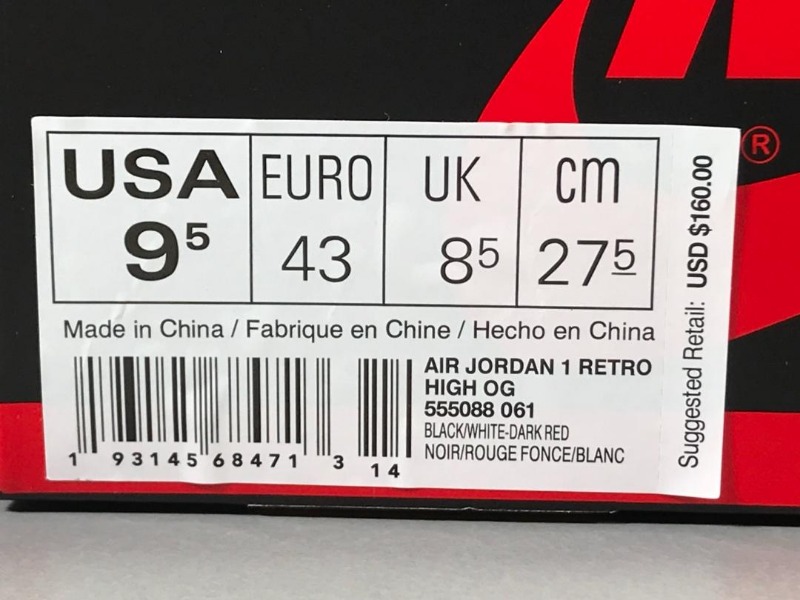 USA EURO UK cm
9⁵ 43 8⁵ 27⁵
Made in China / Fabrique en Chine / Hecho en China
AIR JORDAN 1 RETRO
HIGH OG
555088 061
BLACK/WHITE-DARK RED
NOIR/ROUGE FONCE/BLANC
1 93145 68471 3 14
Suggested Retail: USD $160.00
®